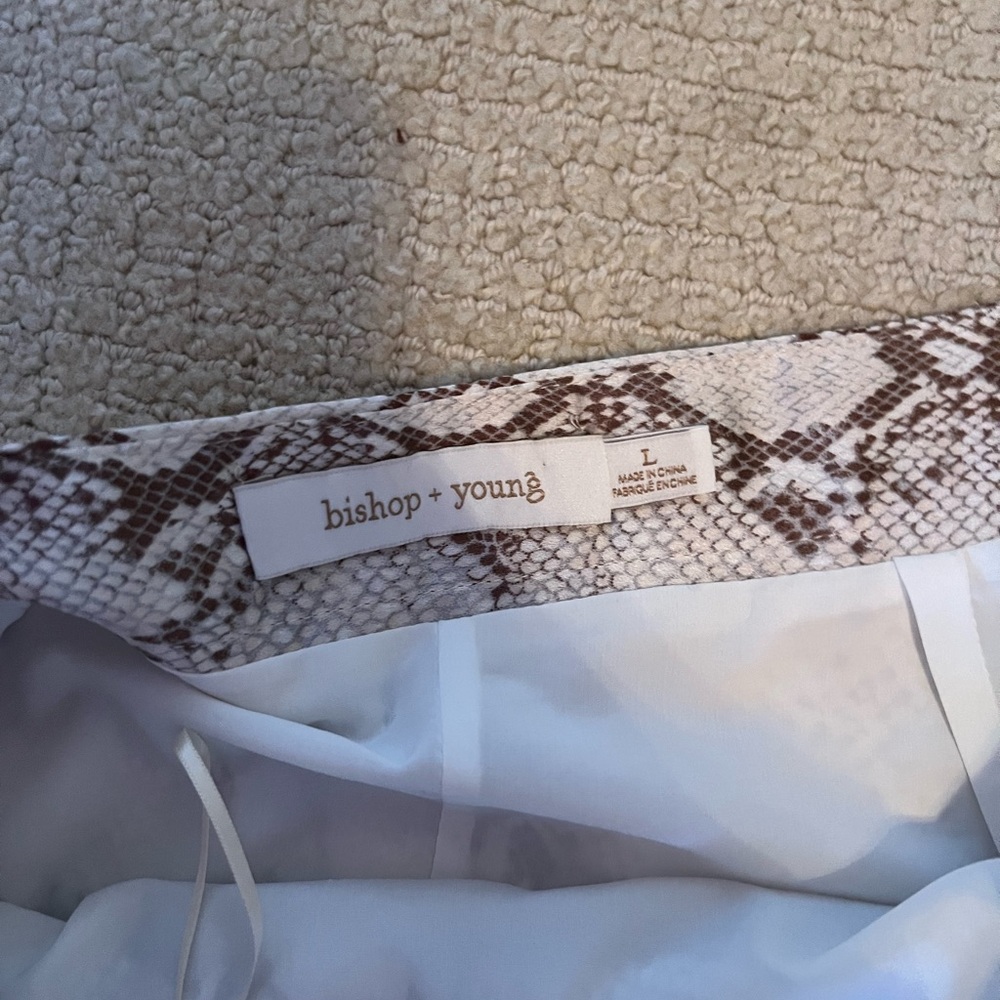 bishop + young
L
MADE IN CHINA
FABRIQUÉ EN CHINE